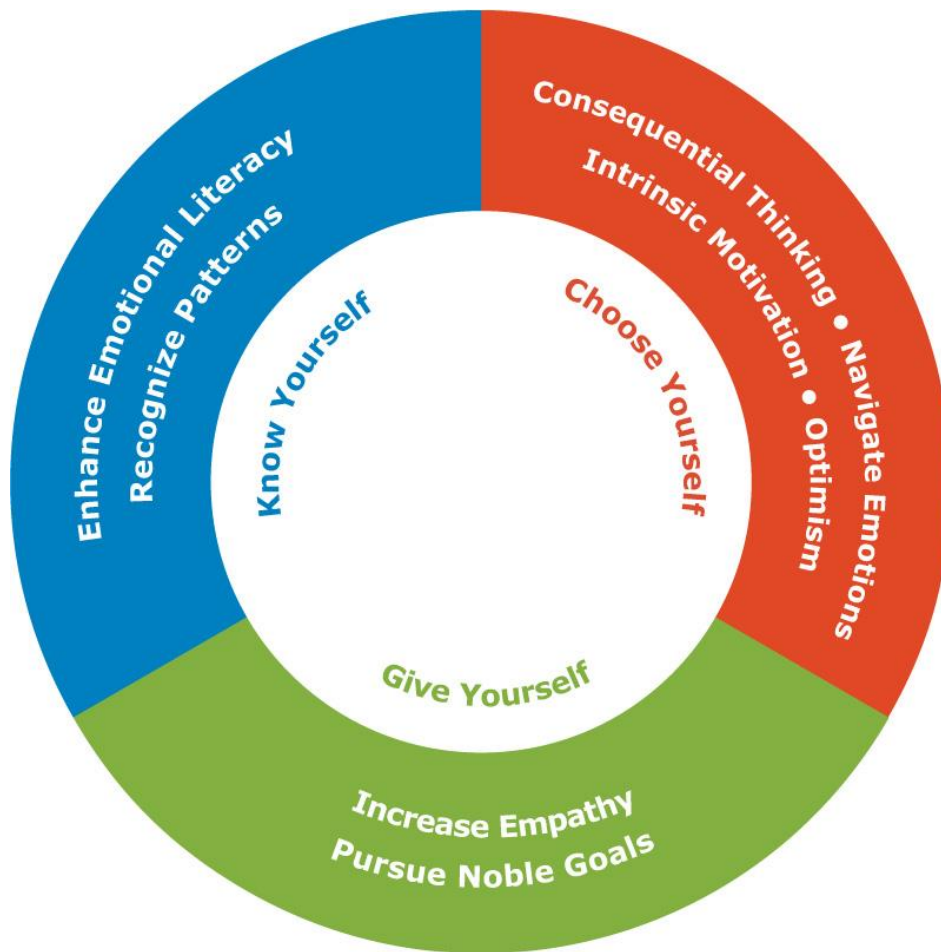 Enhance Emotional Literacy
Recognize Patterns
Know Yourself
Consequential Thinking • Navigate Emotions
Intrinsic Motivation • Optimism
Choose Yourself
Give Yourself
Increase Empathy
Pursue Noble Goals